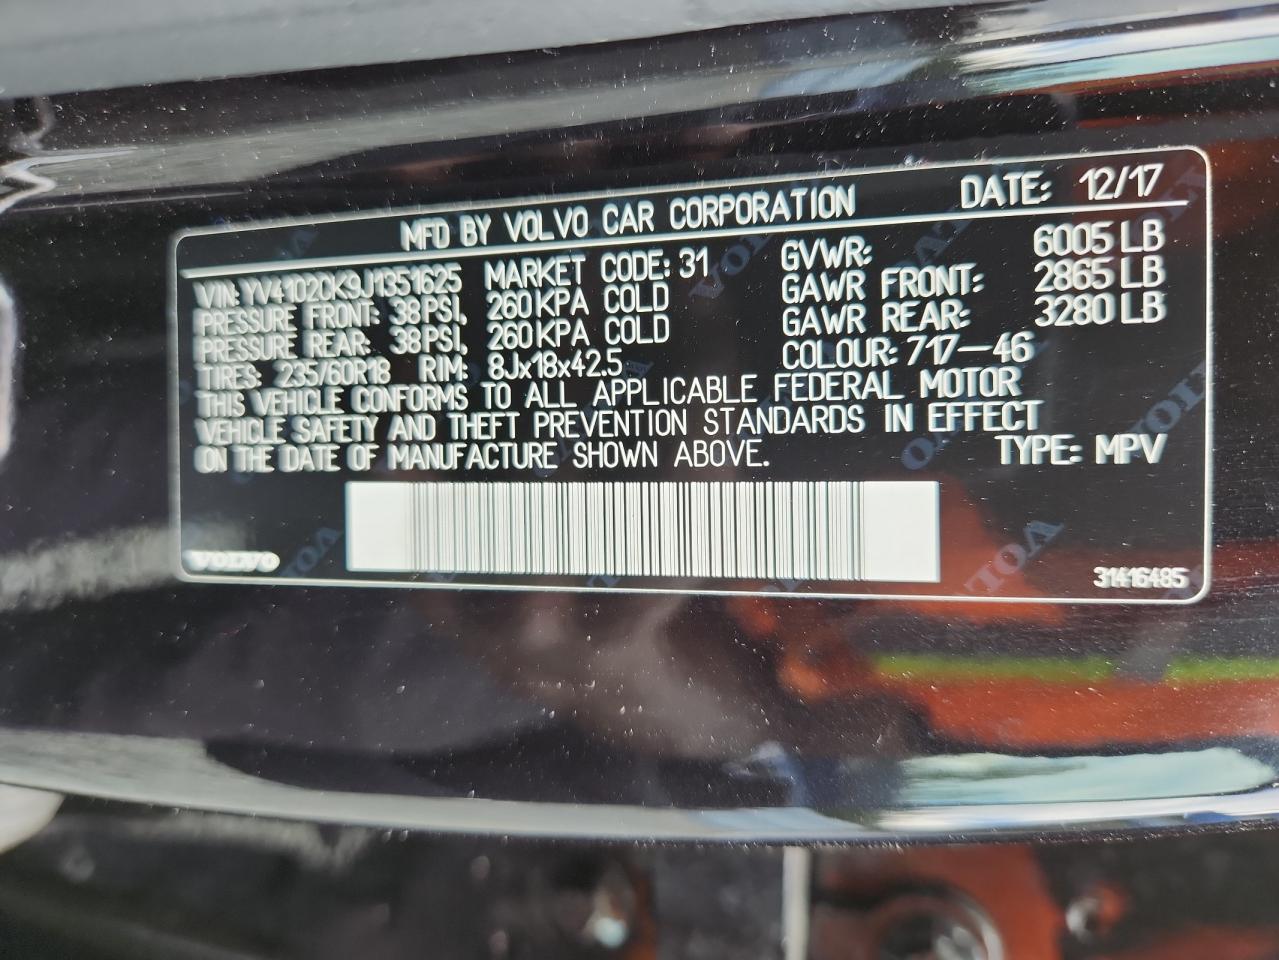 MFD BY VOLVO CAR CORPORATION DATE: 12/17
VIN: YV4102CK9J1351625 MARKET CODE: 31 GVWR: 6005 LB
PRESSURE FRONT: 38 PSI, 260 KPA COLD GAWR FRONT: 2865 LB
PRESSURE REAR: 38 PSI, 260 KPA COLD GAWR REAR: 3280 LB
TIRES: 235/60R18 RIM: 8Jx18x42.5 COLOUR: 717-46
THIS VEHICLE CONFORMS TO ALL APPLICABLE FEDERAL MOTOR
VEHICLE SAFETY AND THEFT PREVENTION STANDARDS IN EFFECT
ON THE DATE OF MANUFACTURE SHOWN ABOVE. TYPE: MPV
VOLVO
31416485